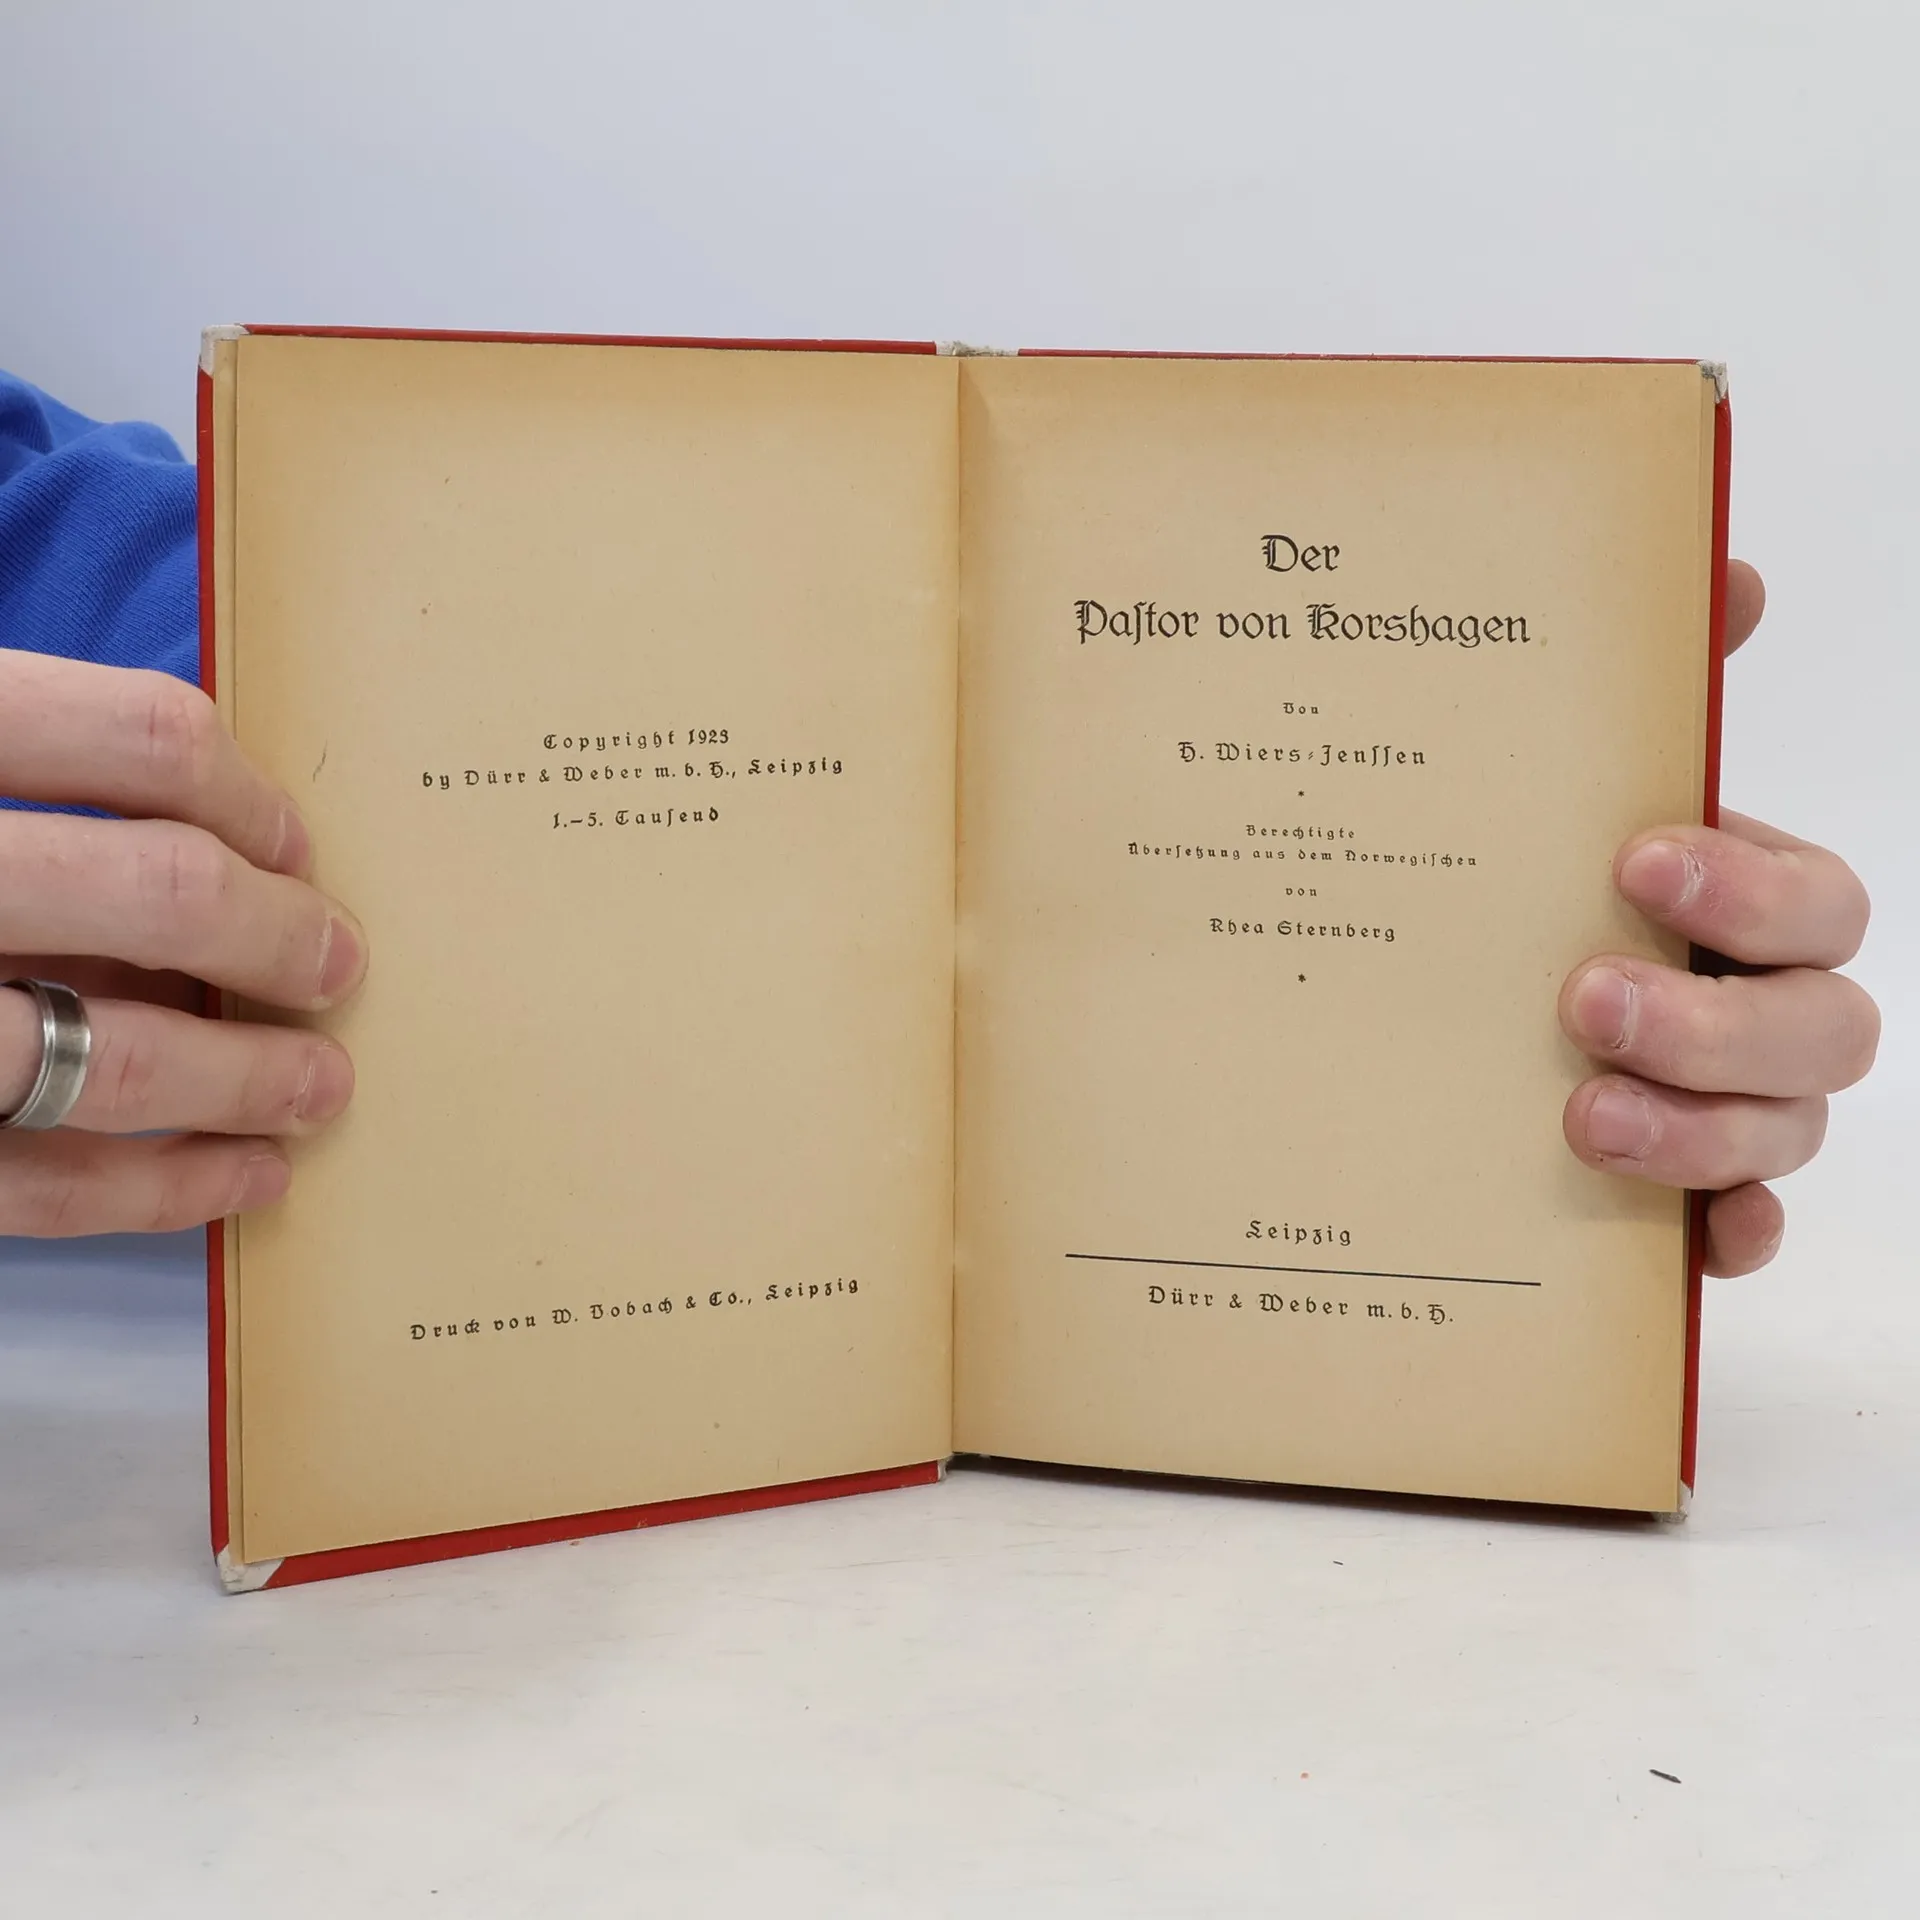 Copyright 1923
by Dürr & Weber m. b. H., Leipzig
1.–5. Tauſend
Druck von W. Vobach & Co., Leipzig
Der
Paſtor von Korshagen
Von
H. Wiers-Jenſſen
*
Berechtigte
Überſetzung aus dem Norwegiſchen
von
Rhea Sternberg
*
Leipzig
Dürr & Weber m. b. H.